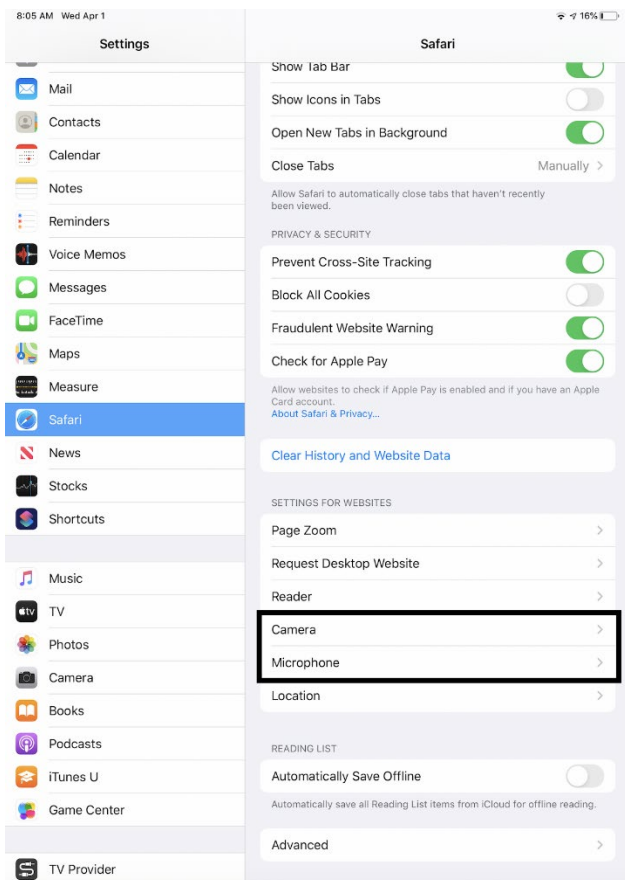 8:05 AM Wed Apr 1
16%
Settings
Safari
Mail
Contacts
Calendar
Notes
Reminders
Voice Memos
Messages
FaceTime
Maps
Measure
Safari
News
Stocks
Shortcuts
Music
tv
TV
Photos
Camera
Books
Podcasts
iTunes U
Game Center
TV Provider
Show Tab Bar
Show Icons in Tabs
Open New Tabs in Background
Close Tabs Manually >
Allow Safari to automatically close tabs that haven't recently
been viewed.
PRIVACY & SECURITY
Prevent Cross-Site Tracking
Block All Cookies
Fraudulent Website Warning
Check for Apple Pay
Allow websites to check if Apple Pay is enabled and if you have an Apple
Card account.
About Safari & Privacy...
Clear History and Website Data
SETTINGS FOR WEBSITES
Page Zoom >
Request Desktop Website >
Reader >
Camera >
Microphone >
Location >
READING LIST
Automatically Save Offline
Automatically save all Reading List items from iCloud for offline reading.
Advanced >